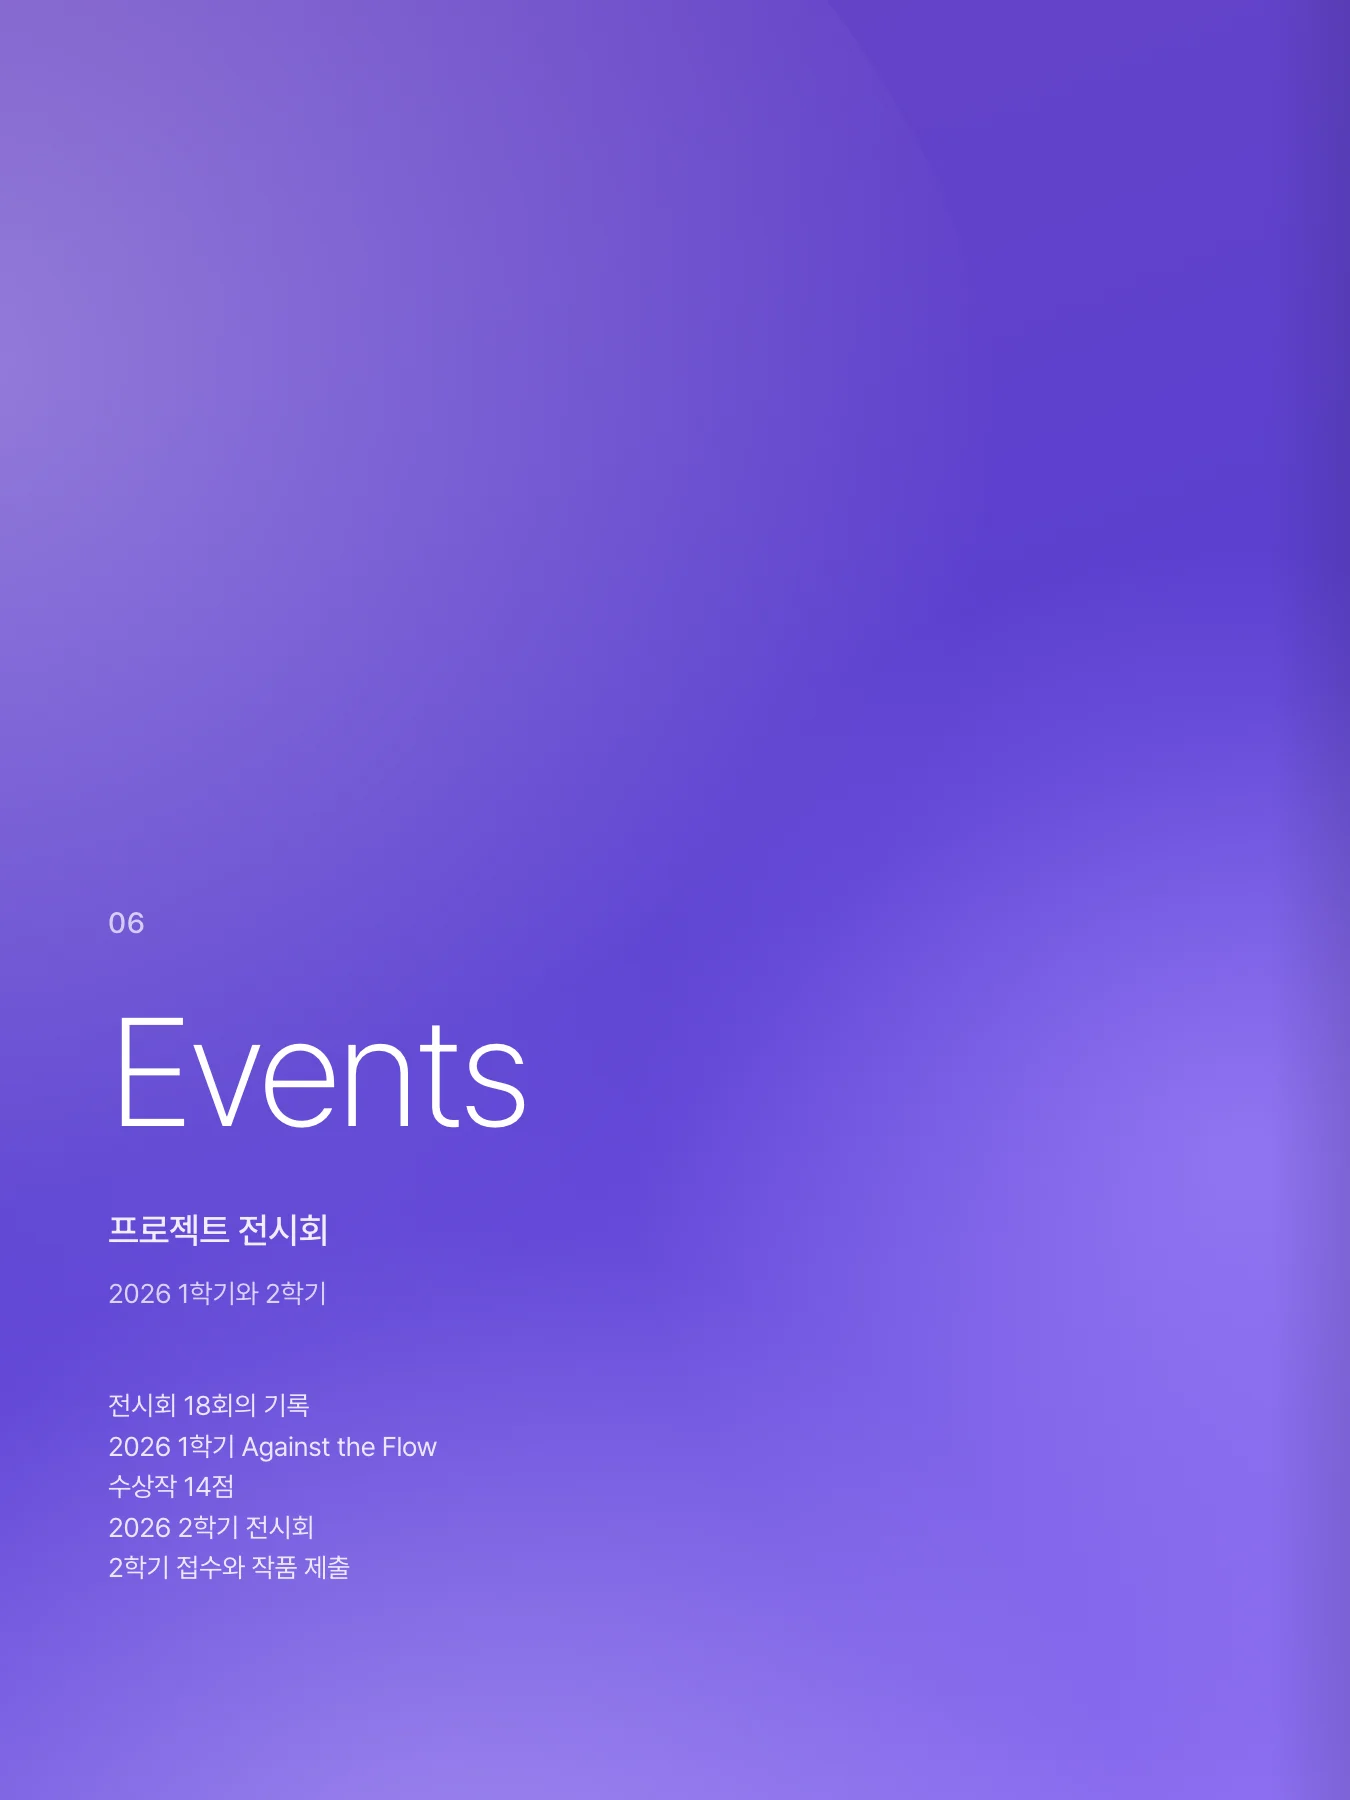 06
Events
프로젝트 전시회
2026 1학기와 2학기
전시회 18회의 기록
2026 1학기 Against the Flow
수상작 14점
2026 2학기 전시회
2학기 접수와 작품 제출